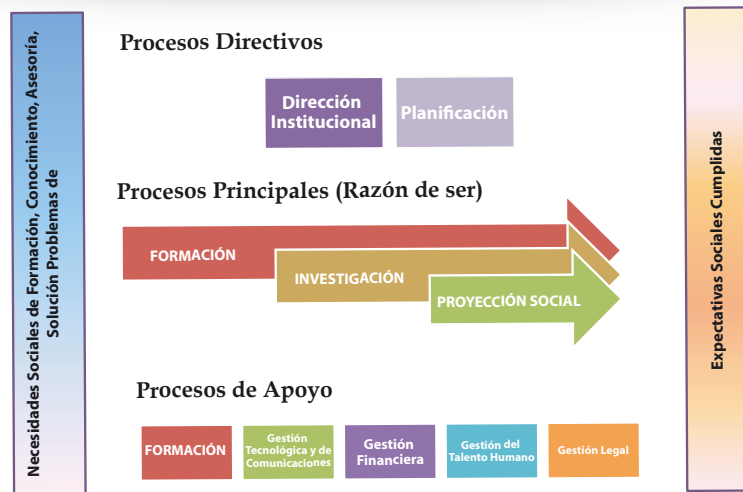 Necesidades Sociales de Formación, Conocimiento, Asesoría,
Solución Problemas de
Procesos Directivos
Dirección
Institucional
Planificación
Procesos Principales (Razón de ser)
FORMACIÓN
INVESTIGACIÓN
PROYECCIÓN SOCIAL
Procesos de Apoyo
FORMACIÓN
Gestión
Tecnológica y de
Comunicaciones
Gestión
Financiera
Gestión del
Talento Humano
Gestión Legal
Expectativas Sociales Cumplidas